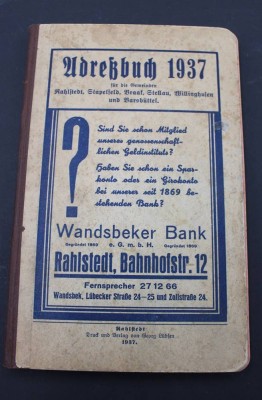 Adreßbuch 1937
für die Gemeinden
Rahlstedt, Stapelfeld, Braak, Stellau, Willinghusen
und Barsbüttel.
?
Sind Sie schon Mitglied
unseres genossenschaft-
lichen Geldinstituts?
Haben Sie schon ein Spar-
konto oder ein Girokonto
bei unserer seit 1869 be-
stehenden Bank?
Wandsbeker Bank
Gegründet 1869 e. G. m. b. H. Gegründet 1869
Rahlstedt, Bahnhofstr. 12
Fernsprecher 27 12 66
Wandsbek, Lübecker Straße 24—25 und Zollstraße 24.
Rahlstedt
Druck und Verlag von Georg
1937.